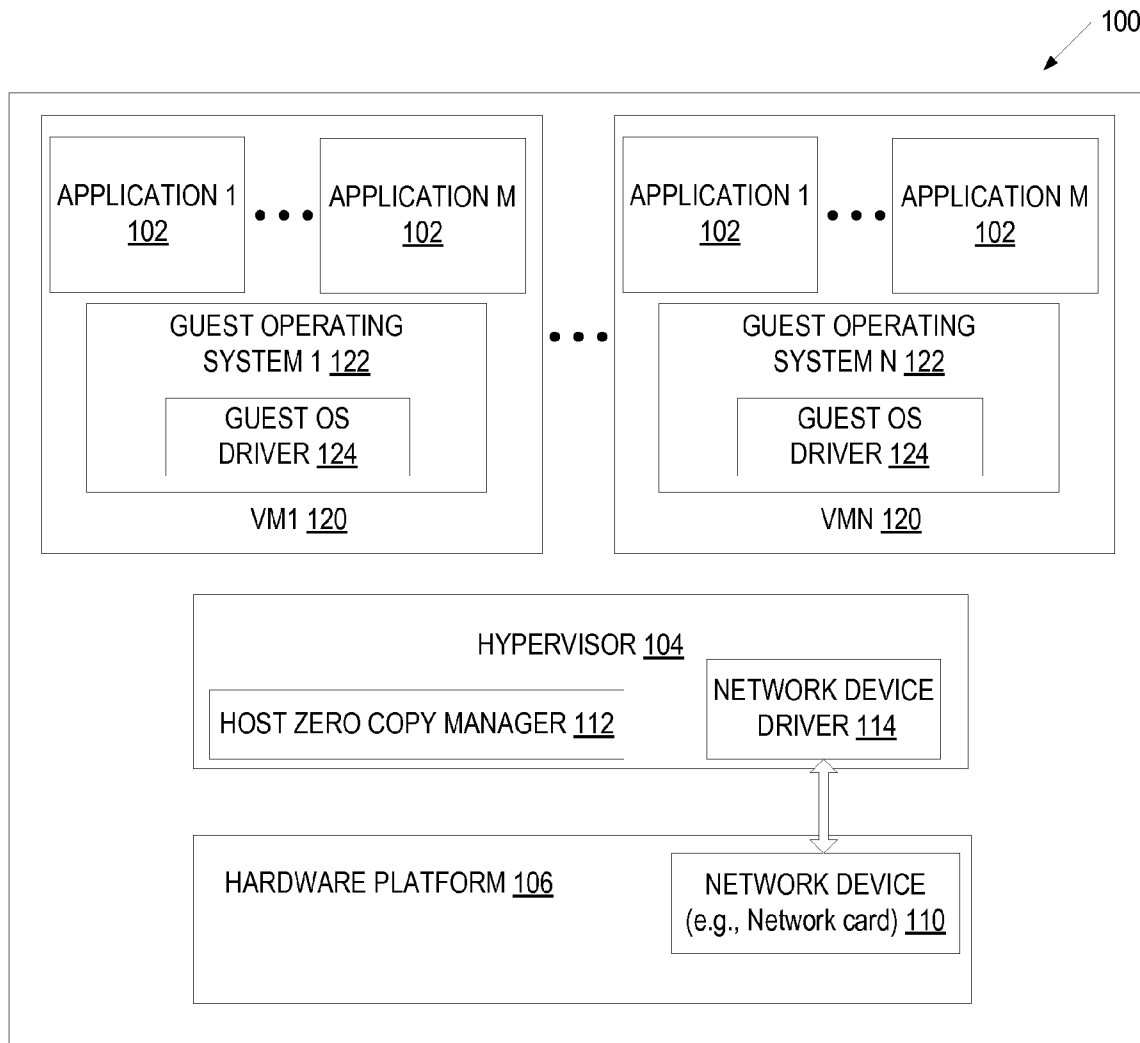 100
APPLICATION 1
102
APPLICATION M
102
GUEST OPERATING
SYSTEM 1 122
GUEST OS
DRIVER 124
VM1 120
APPLICATION 1
102
APPLICATION M
102
GUEST OPERATING
SYSTEM N 122
GUEST OS
DRIVER 124
VMN 120
HYPERVISOR 104
HOST ZERO COPY MANAGER 112
NETWORK DEVICE
DRIVER 114
HARDWARE PLATFORM 106
NETWORK DEVICE
(e.g., Network card) 110